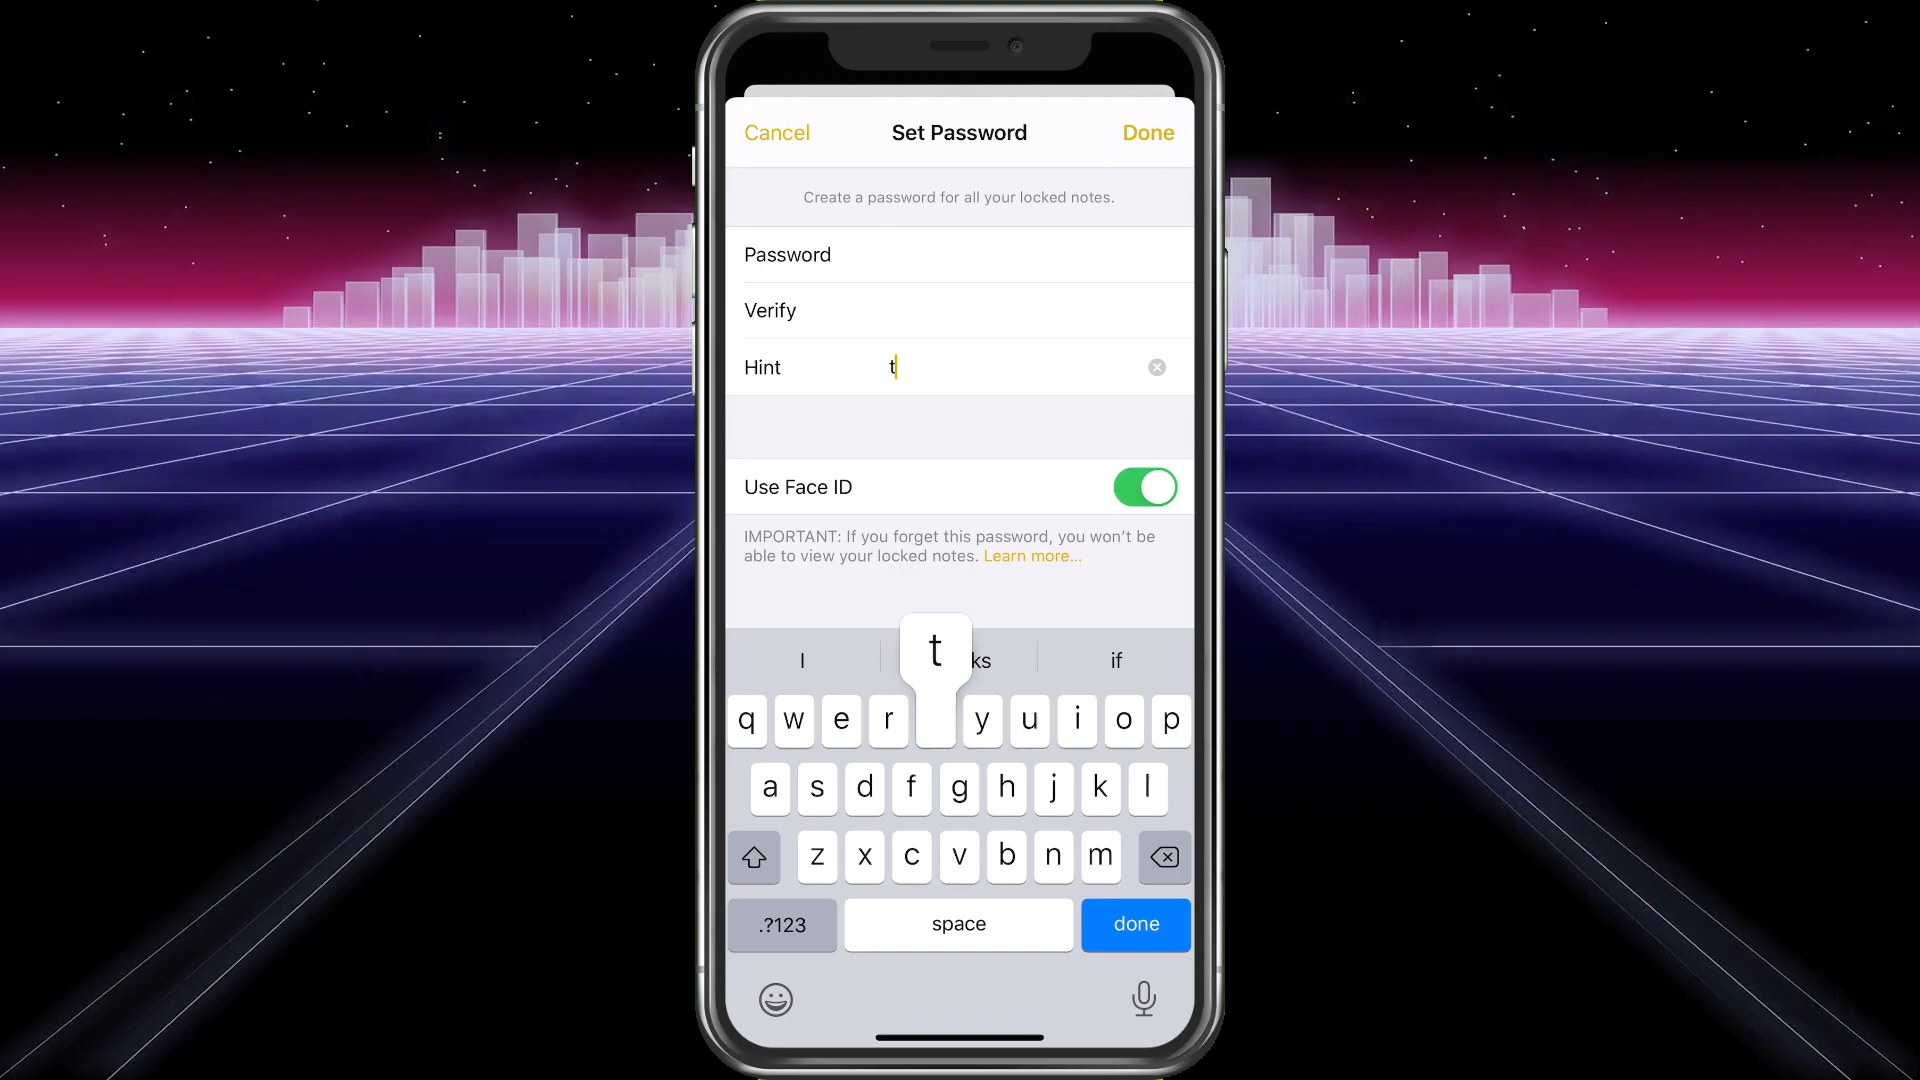 Cancel Set Password Done
Create a password for all your locked notes.
Password
Verify
Hint t
Use Face ID
IMPORTANT: If you forget this password, you won't be
able to view your locked notes. Learn more...
I ks if
t
q w e r y u i o p
a s d f g h j k l
z x c v b n m
.?123 space done